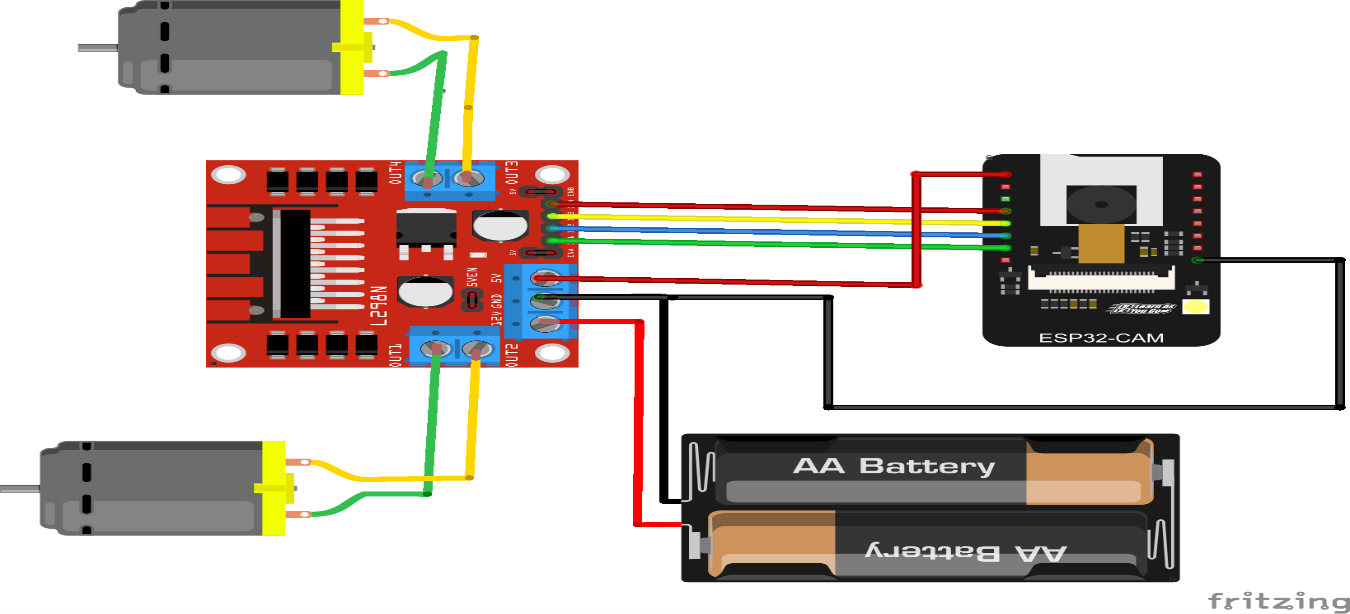 OUT4
OUT3
5V
5V
ENA
5VEN
5V
GND
12V
L298N
OUT1
OUT2
ESP32-CAM
AA Battery
AA Battery
fritzing